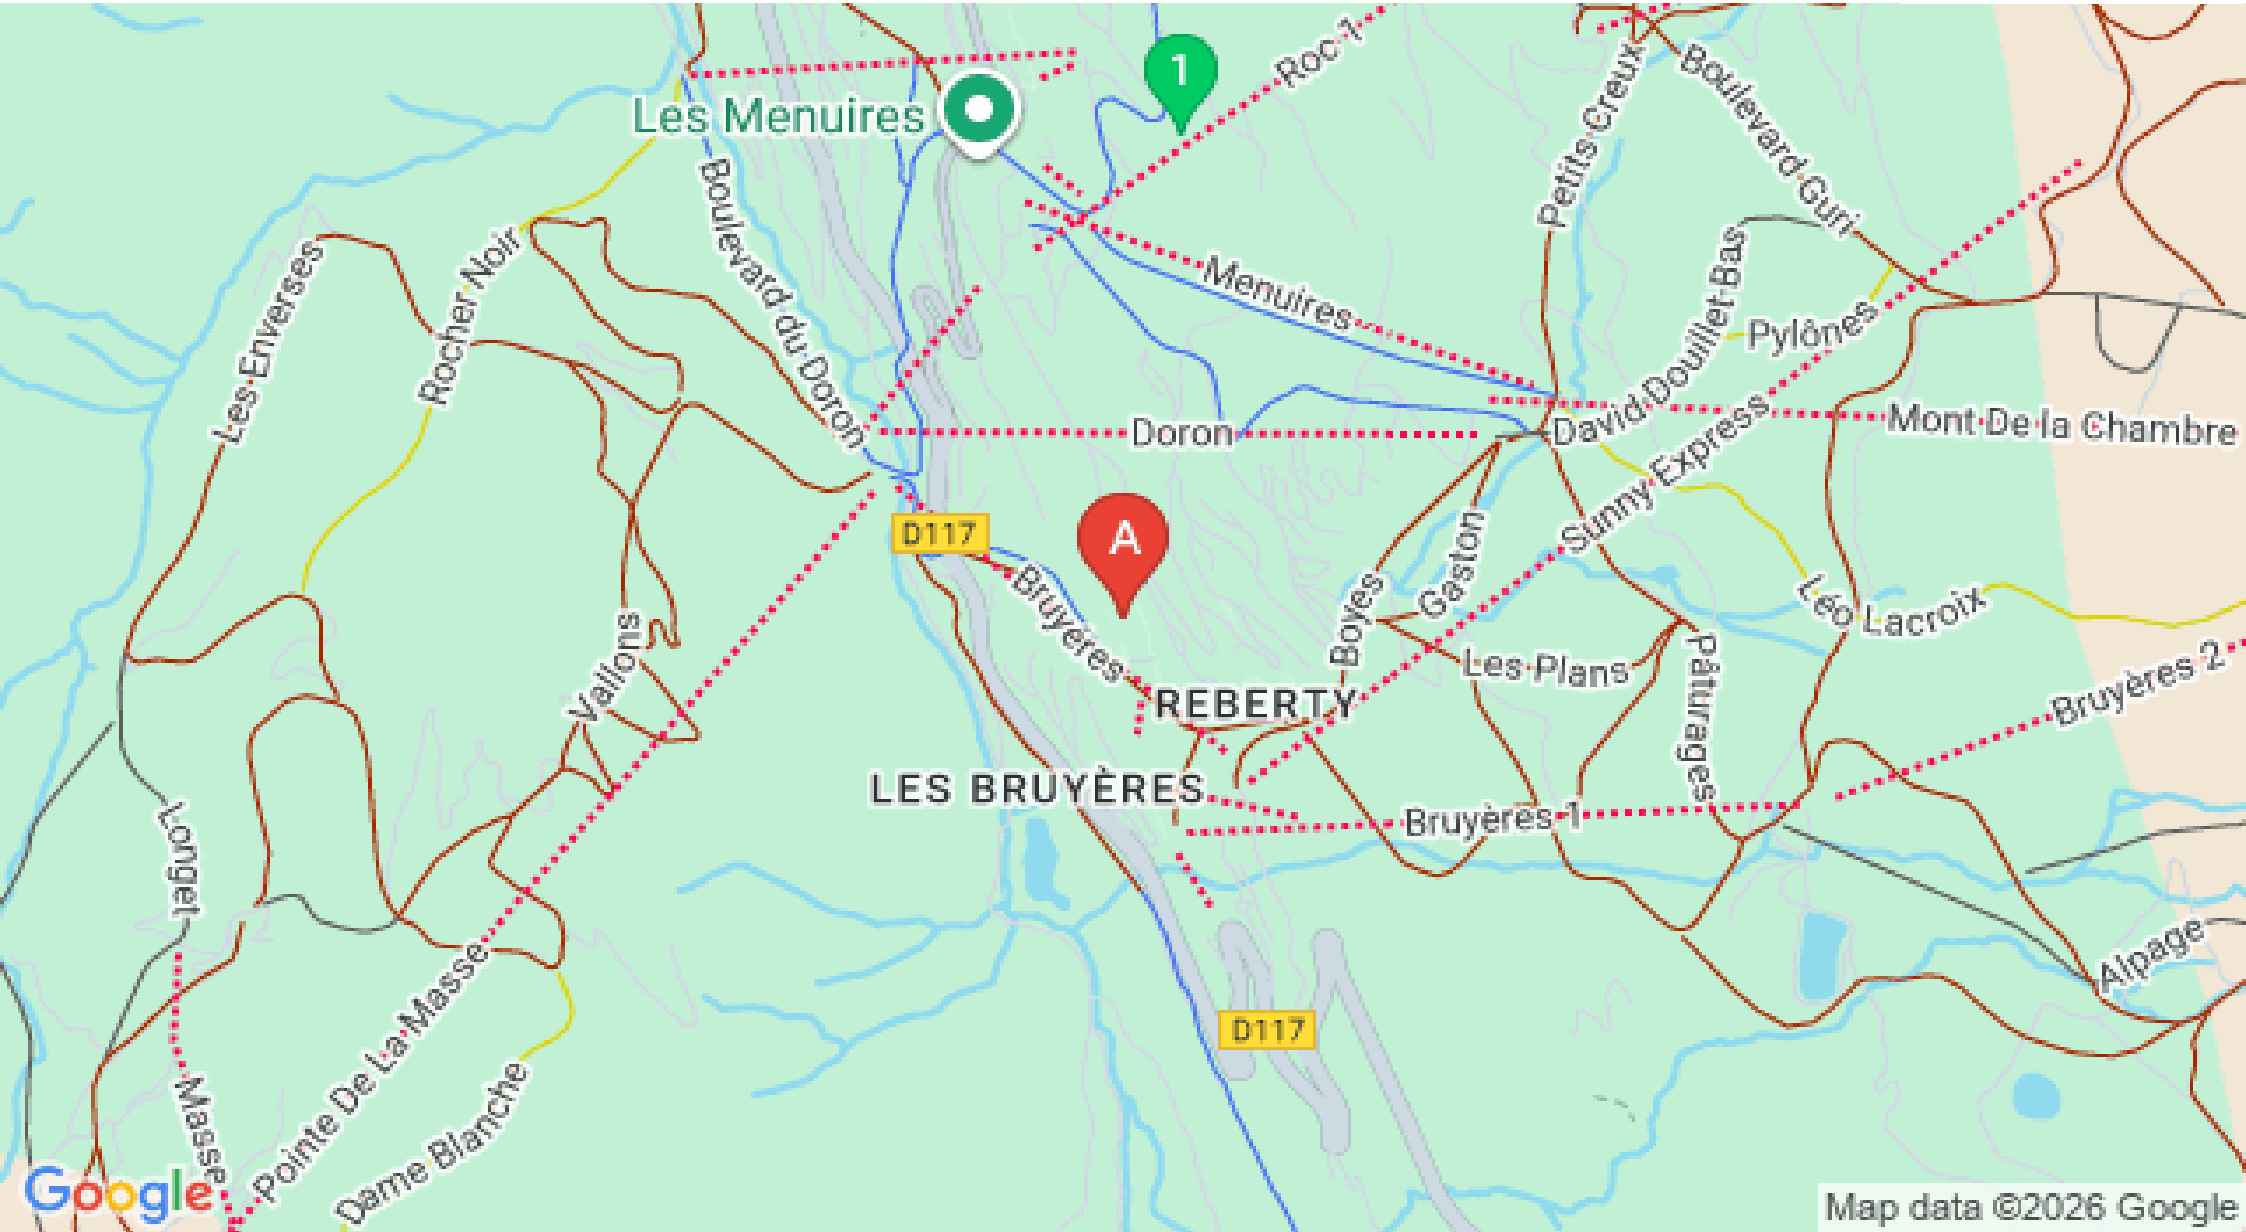 Roc 1
1
Les Menuires
Petits Creux
Boulevard Guri
Boulevard du Doron
Les Enverses
Rocher Noir
Menuires
David Douillet Bas
Pylônes
Doron
Mont De la Chambre
Sunny Express
D117
A
Bruyères
Gaston
Boyes
Léo Lacroix
Les Plans
Pâturages
Vallons
REBERTY
Bruyères 2
LES BRUYÈRES
Bruyères 1
Longet
Alpage
D117
Pointe De La Masse
Masse
Dame Blanche
Google
Map data ©2026 Google